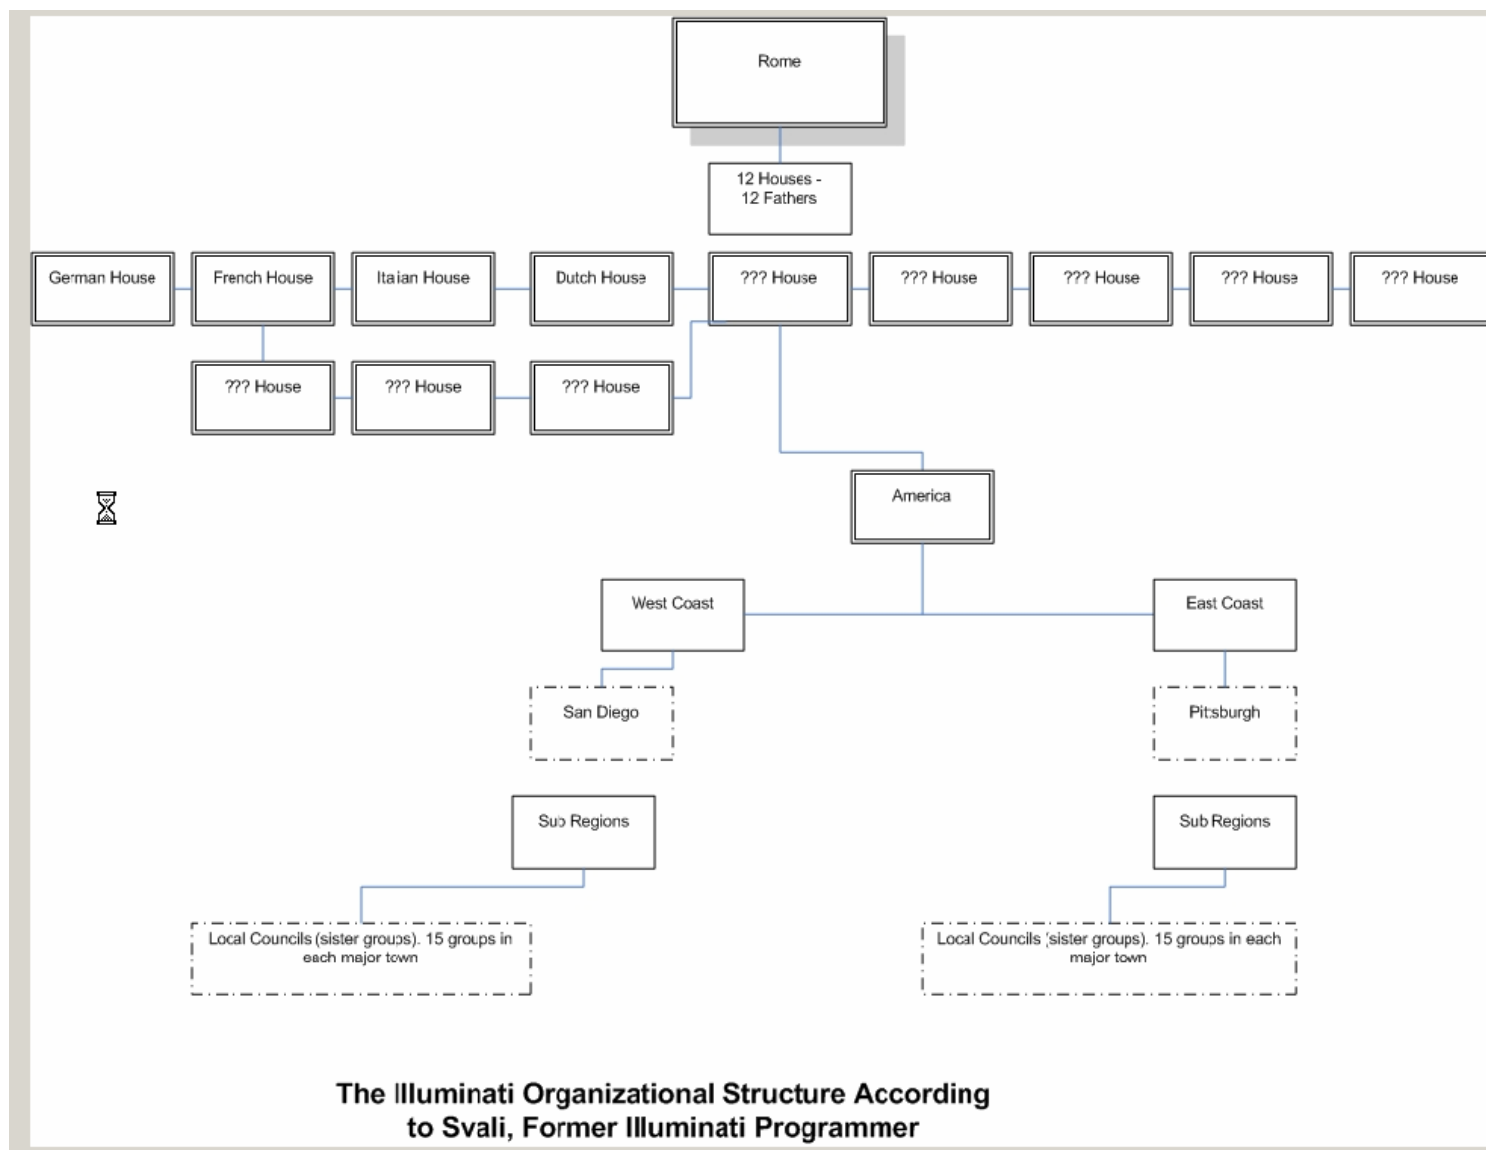 Rome
12 Houses -
12 Fathers
German House
French House
Italian House
Dutch House
??? House
??? House
??? House
??? House
??? House
??? House
??? House
??? House
America
West Coast
East Coast
San Diego
Pittsburgh
Sub Regions
Sub Regions
Local Councils (sister groups). 15 groups in
each major town
Local Councils (sister groups). 15 groups in each
major town
The Illuminati Organizational Structure According
to Svali, Former Illuminati Programmer